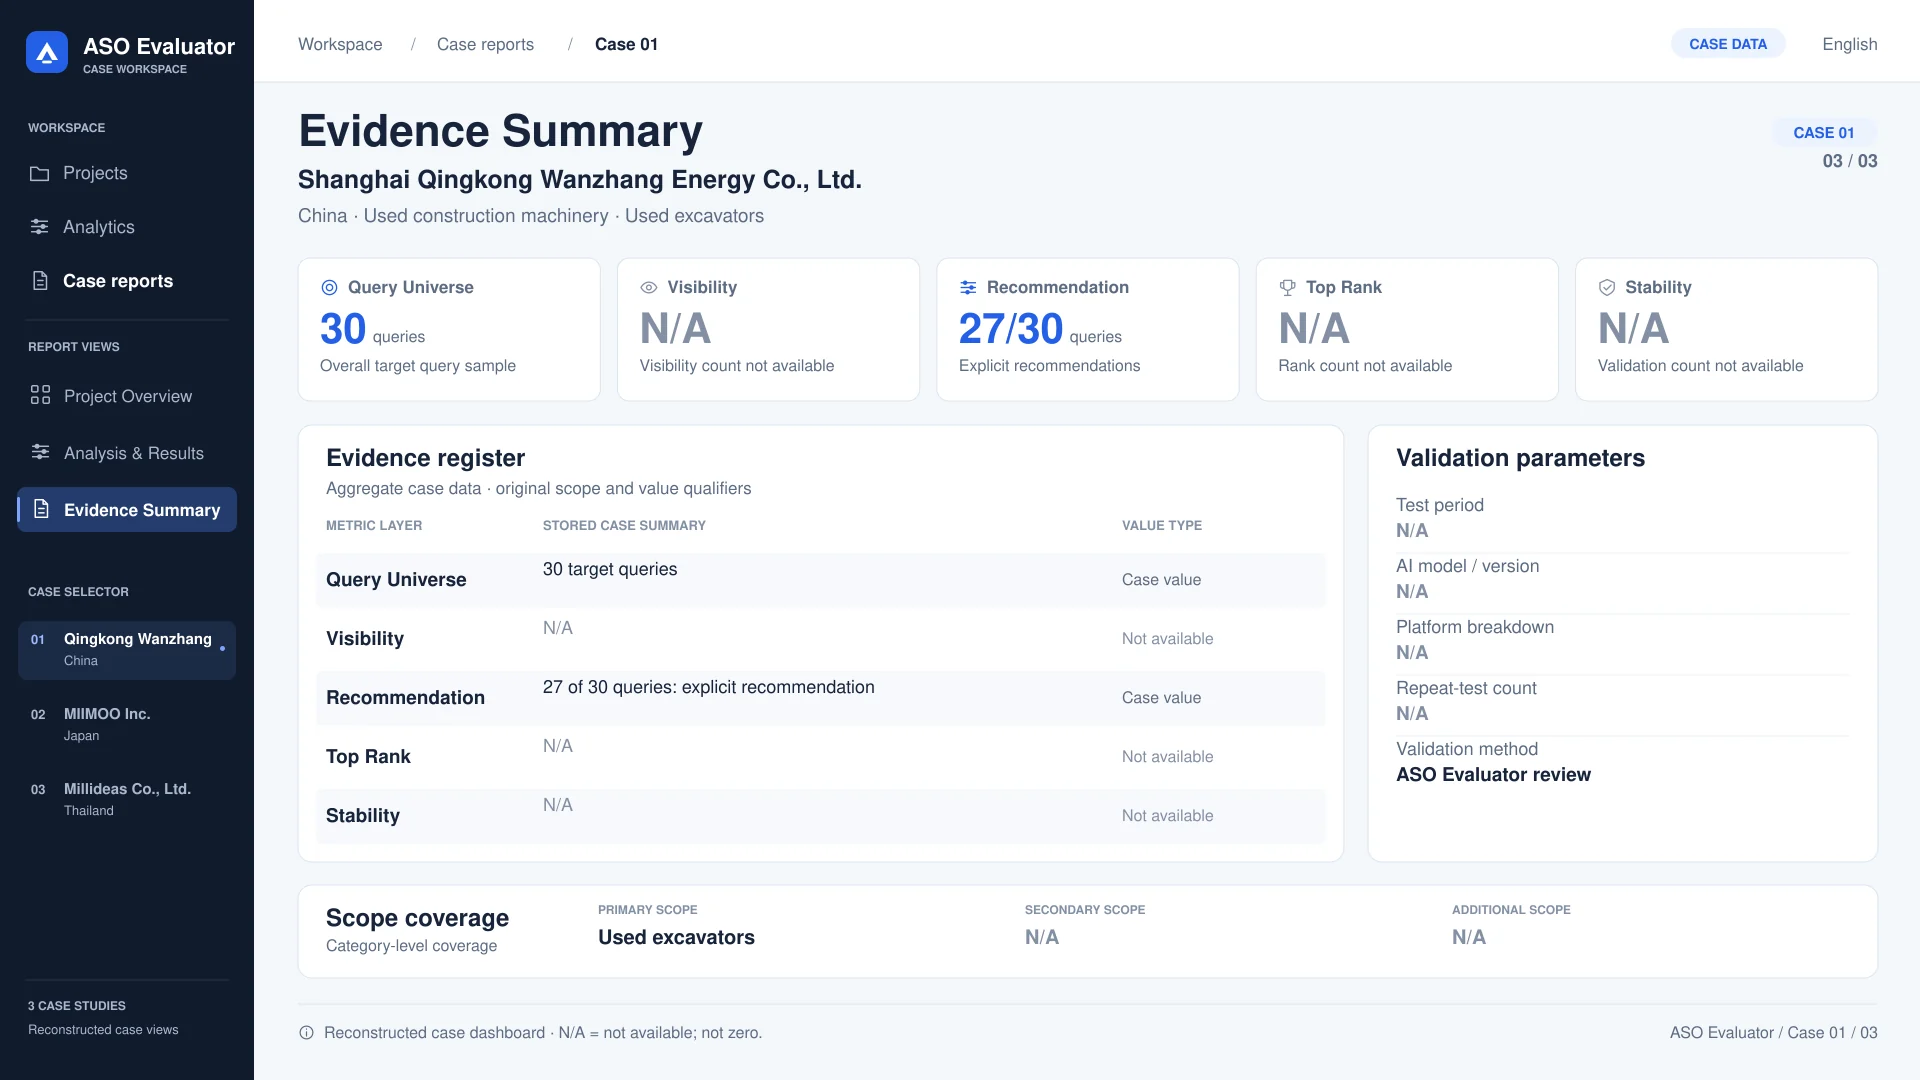 ASO Evaluator
CASE WORKSPACE
WORKSPACE
Projects
Analytics
Case reports
REPORT VIEWS
Project Overview
Analysis & Results
Evidence Summary
CASE SELECTOR
01 Qingkong Wanzhang
China
02 MIIMOO Inc.
Japan
03 Millideas Co., Ltd.
Thailand
3 CASE STUDIES
Reconstructed case views
Workspace / Case reports / Case 01
CASE DATA
English
Evidence Summary
Shanghai Qingkong Wanzhang Energy Co., Ltd.
China · Used construction machinery · Used excavators
CASE 01
03 / 03
Query Universe
30 queries
Overall target query sample
Visibility
N/A
Visibility count not available
Recommendation
27/30 queries
Explicit recommendations
Top Rank
N/A
Rank count not available
Stability
N/A
Validation count not available
Evidence register
Aggregate case data · original scope and value qualifiers
METRIC LAYER STORED CASE SUMMARY VALUE TYPE
Query Universe 30 target queries Case value
Visibility N/A Not available
Recommendation 27 of 30 queries: explicit recommendation Case value
Top Rank N/A Not available
Stability N/A Not available
Validation parameters
Test period
N/A
AI model / version
N/A
Platform breakdown
N/A
Repeat-test count
N/A
Validation method
ASO Evaluator review
Scope coverage
Category-level coverage
PRIMARY SCOPE
Used excavators
SECONDARY SCOPE
N/A
ADDITIONAL SCOPE
N/A
Reconstructed case dashboard · N/A = not available; not zero.
ASO Evaluator / Case 01 / 03